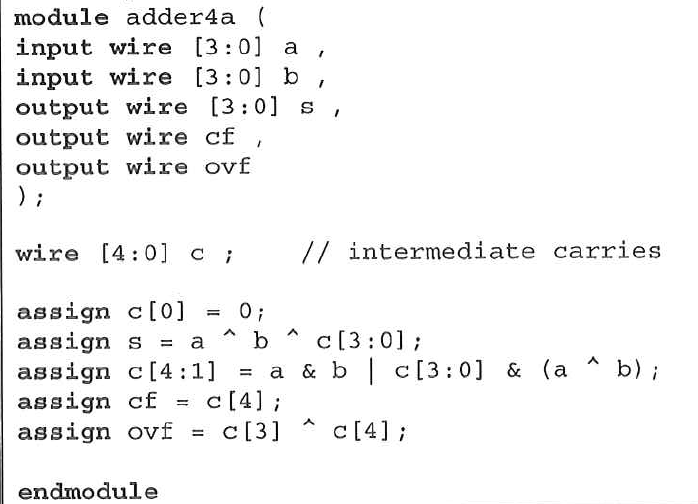 module adder4a (
input wire [3:0] a ,
input wire [3:0] b ,
output wire [3:0] s ,
output wire cf ,
output wire ovf
);
wire [4:0] c ; // intermediate carries
assign c[0] = 0;
assign s = a ^ b ^ c[3:0];
assign c[4:1] = a & b | c[3:0] & (a ^ b);
assign cf = c[4];
assign ovf = c[3] ^ c[4];
endmodule